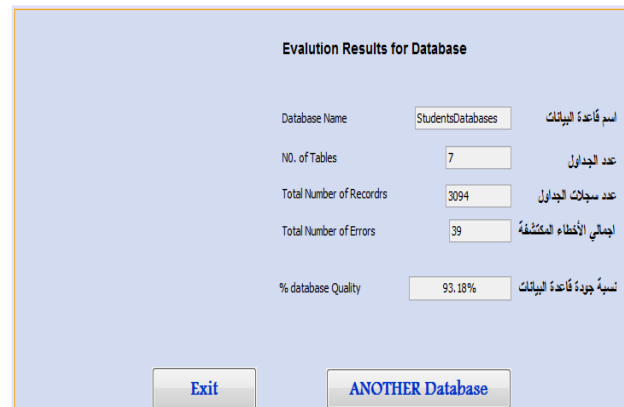 Evalution Results for Database
Database Name StudentsDatabases اسم قاعدة البيانات
N0. of Tables 7 عدد الجداول
Total Number of Recordrs 3094 عدد سجلات الجداول
Total Number of Errors 39 اجمالي الأخطاء المكتشفة
% database Quality 93.18% نسبة جودة قاعدة البيانات
Exit ANOTHER Database